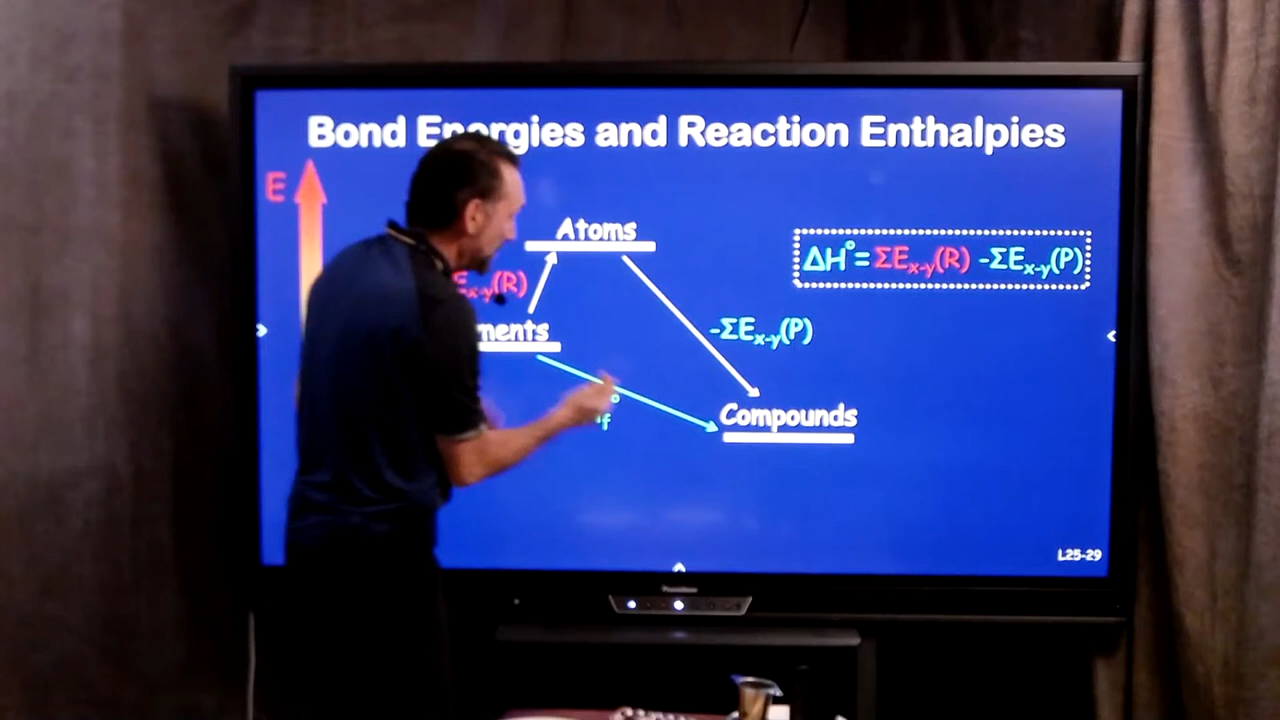 Bond Energies and Reaction Enthalpies
E
Atoms
ΔH°= ΣEx-y(R) -ΣEx-y(P)
Ex-y(R)
-ΣEx-y(P)
ments
°f
Compounds
L25-29